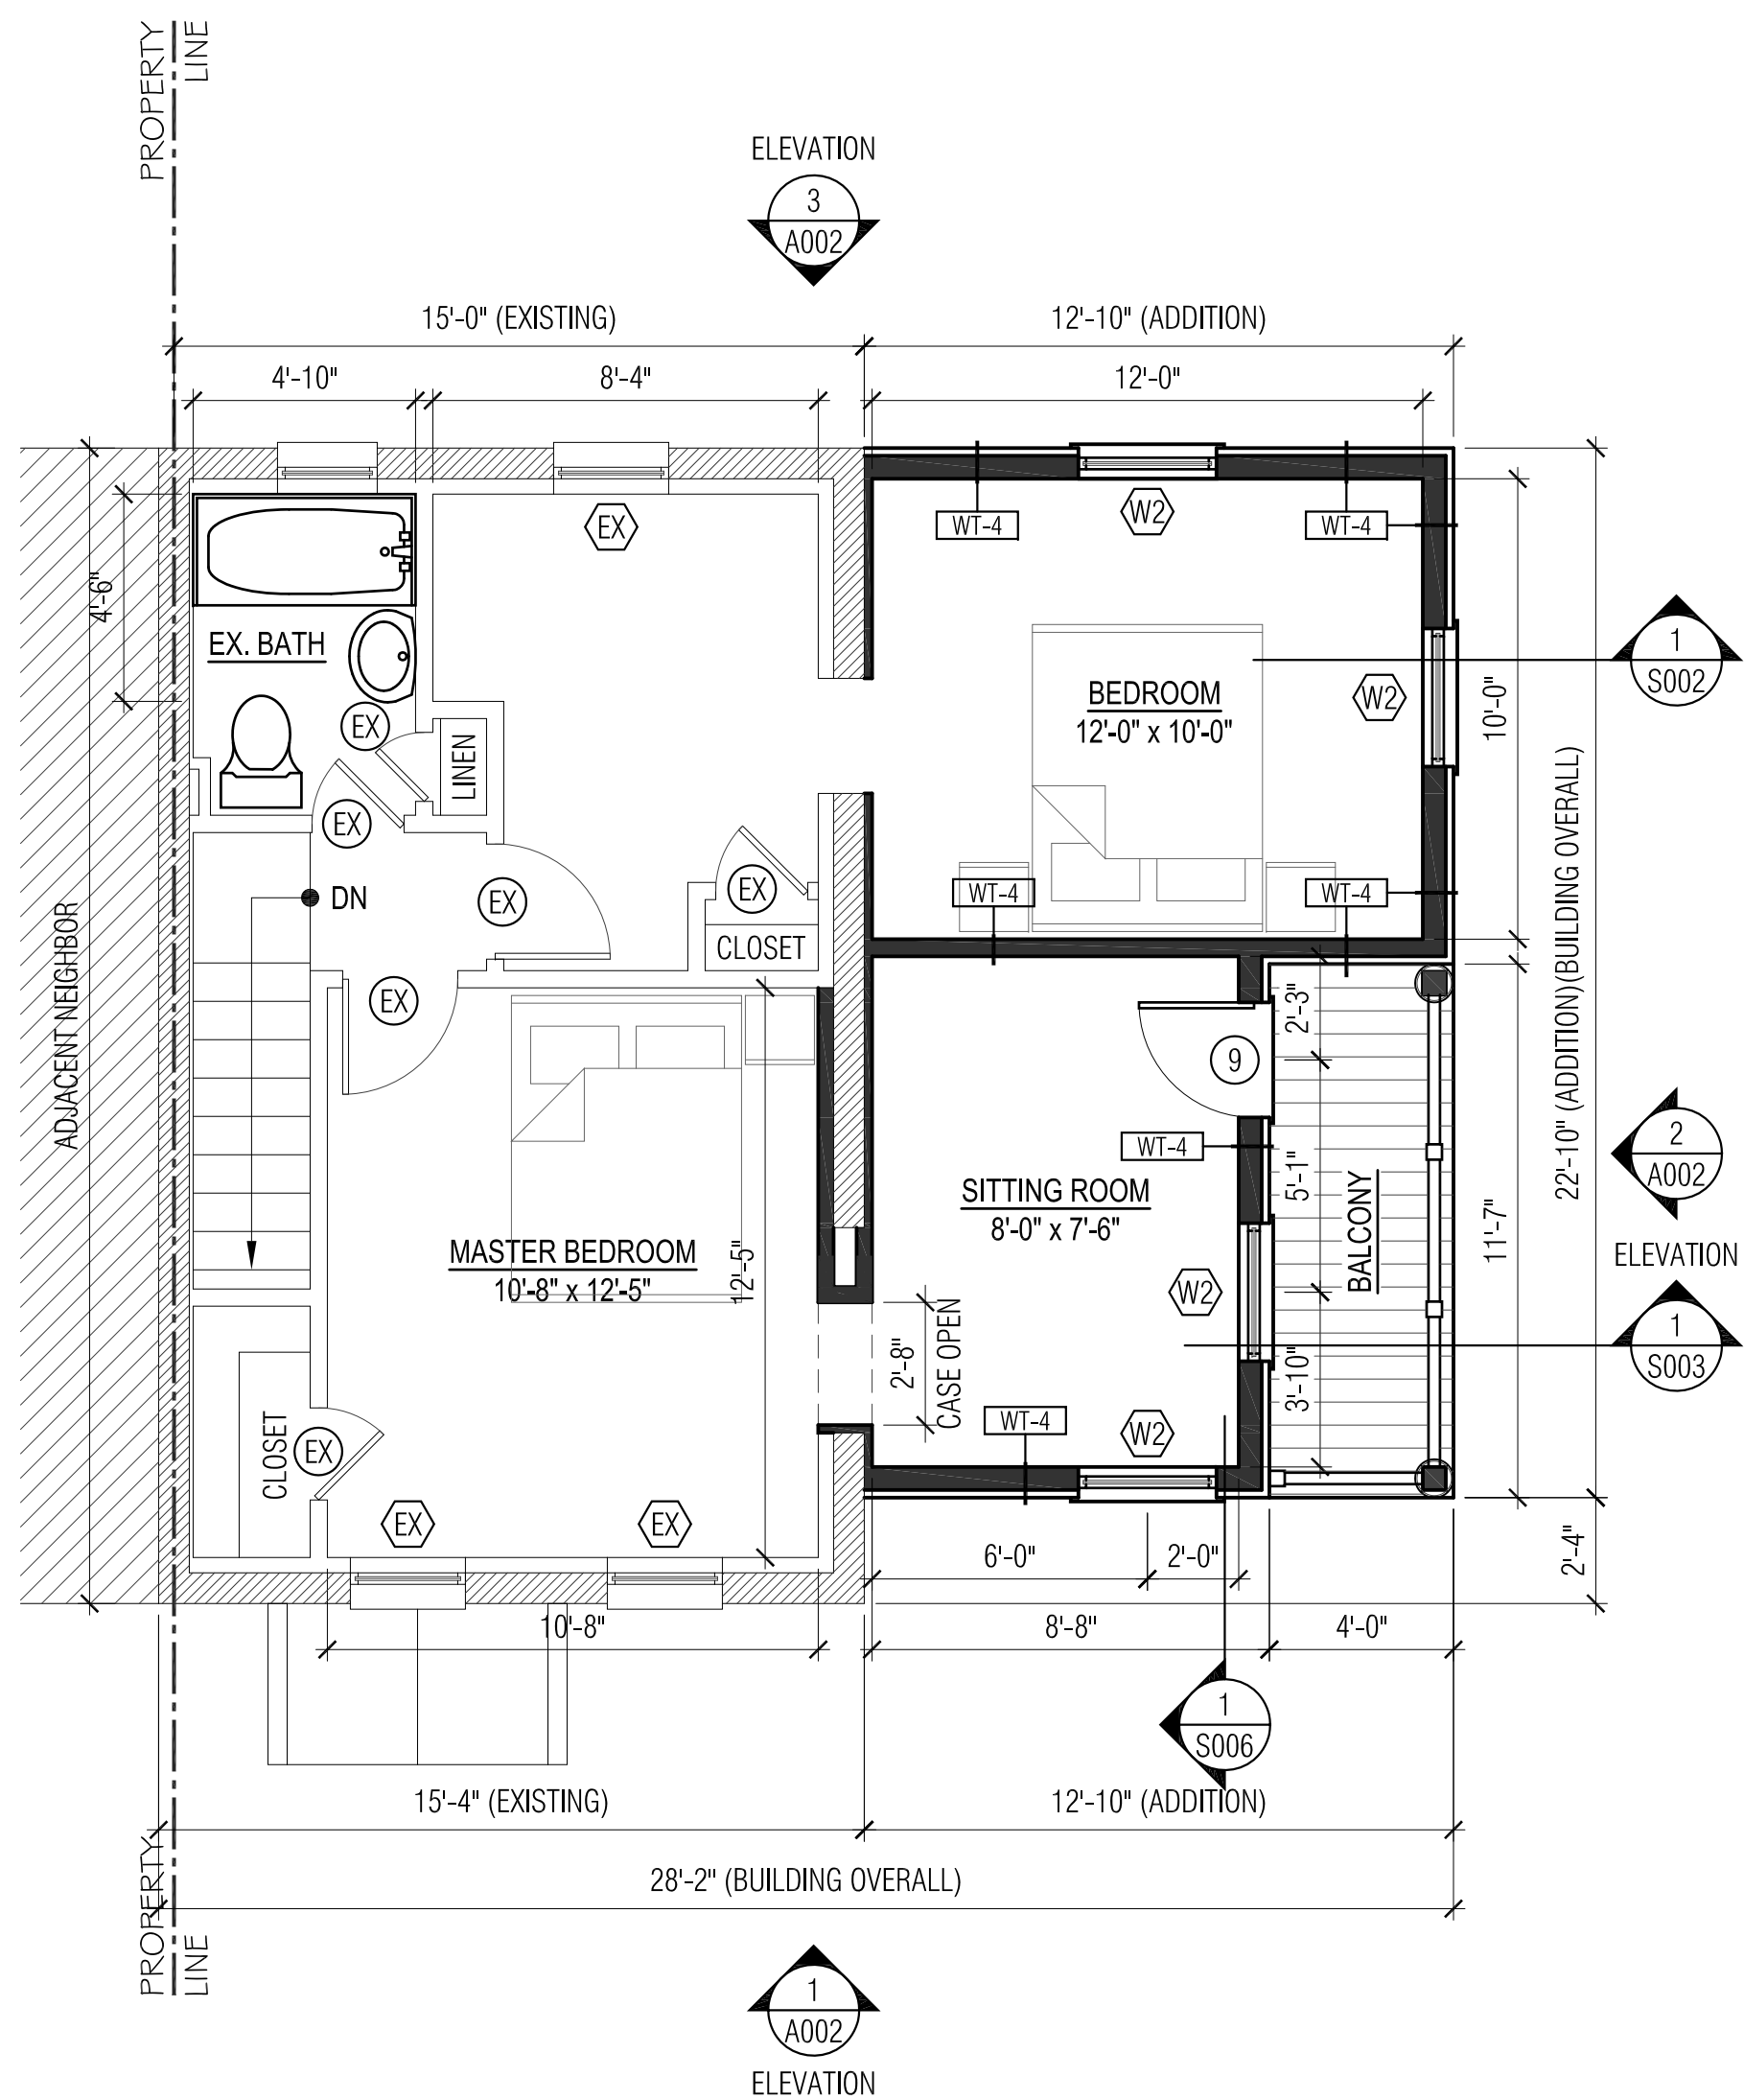 PROPERTY
LINE
ELEVATION
3
A002
15'-0" (EXISTING)
12'-10" (ADDITION)
4'-10"
8'-4"
12'-0"
EX
W2
WT-4
WT-4
4'-6"
EX. BATH
EX
LINEN
BEDROOM
12'-0" x 10'-0"
W2
10'-0"
1
S002
EX
DN
EX
EX
CLOSET
WT-4
WT-4
22'-10" (ADDITION)(BUILDING OVERALL)
ADJACENT NEIGHBOR
EX
2'-3"
9
WT-4
5'-1"
BALCONY
11'-7"
2
A002
ELEVATION
SITTING ROOM
8'-0" x 7'-6"
MASTER BEDROOM
10'-8" x 12'-5"
12'-5"
W2
2'-8"
CASE OPEN
3'-10"
1
S003
CLOSET
EX
WT-4
W2
EX
EX
6'-0"
2'-0"
2'-4"
10'-8"
8'-8"
4'-0"
1
S006
15'-4" (EXISTING)
12'-10" (ADDITION)
28'-2" (BUILDING OVERALL)
PROPERTY
LINE
1
A002
ELEVATION